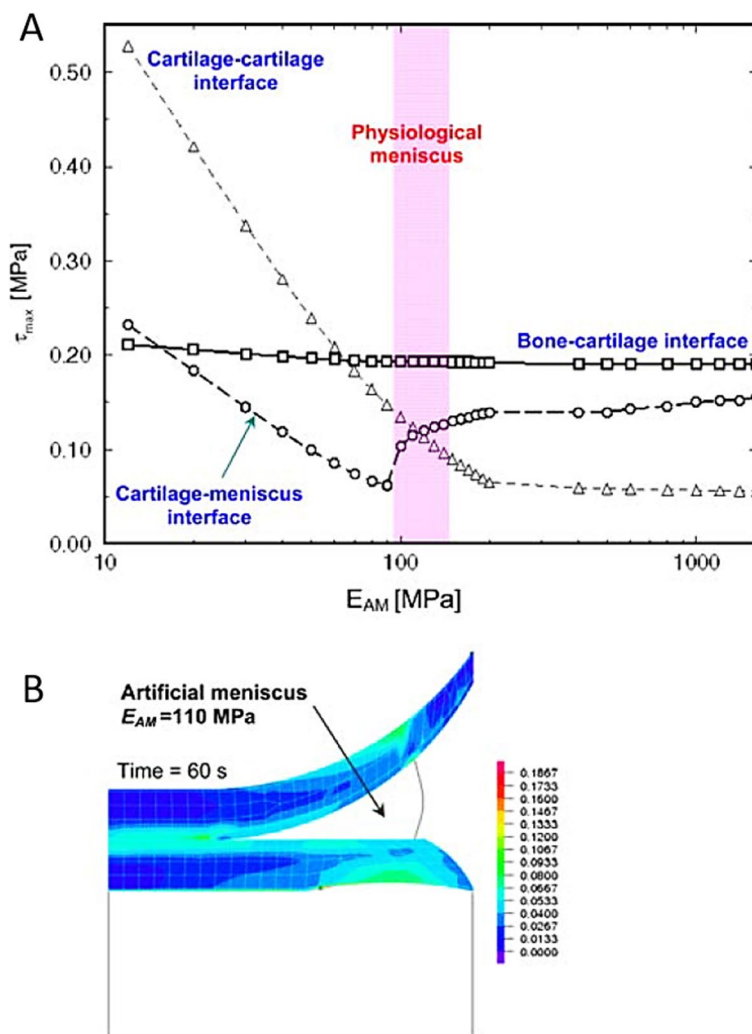 A
Cartilage-cartilage
interface
Physiological
meniscus
Bone-cartilage interface
Cartilage-meniscus
interface
τmax [MPa]
0.50
0.40
0.30
0.20
0.10
0.00
10
100
1000
EAM [MPa]
B
Artificial meniscus
EAM =110 MPa
Time = 60 s
0.1867
0.1733
0.1600
0.1467
0.1333
0.1200
0.1067
0.0933
0.0800
0.0667
0.0533
0.0400
0.0267
0.0133
0.0000